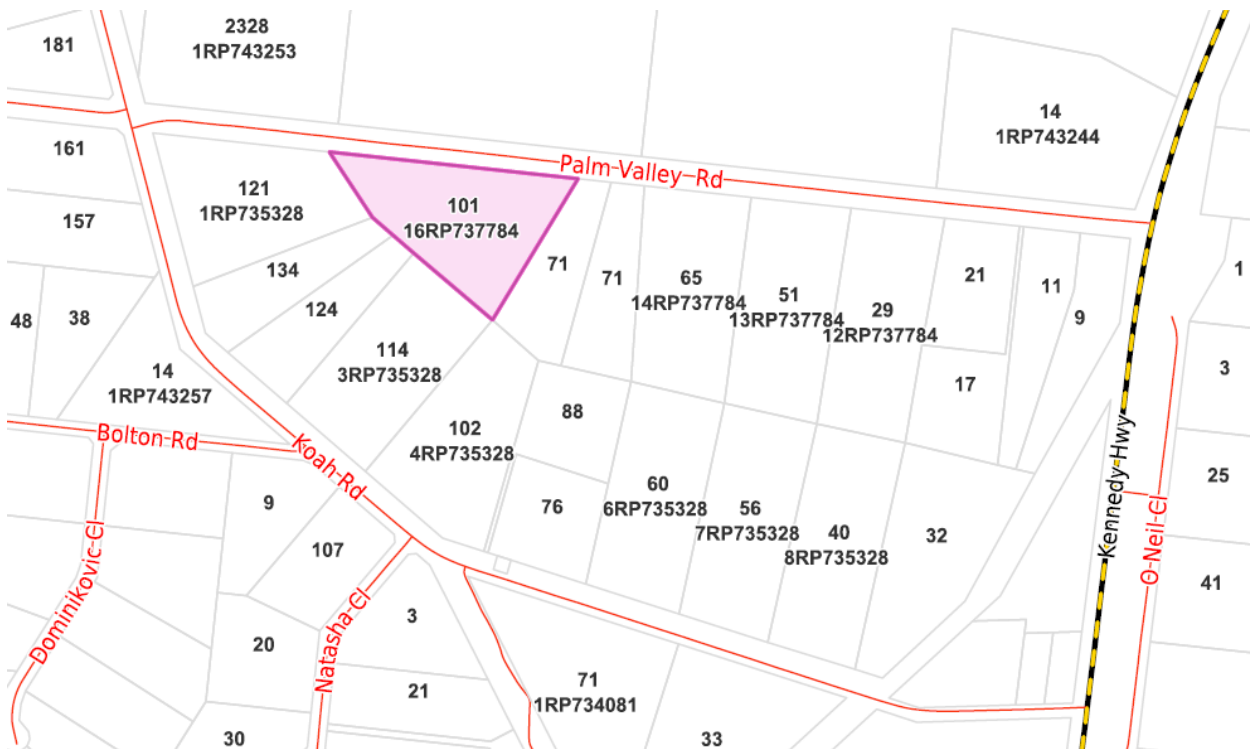 181
2328
1RP743253
14
1RP743244
161
Palm Valley Rd
121
1RP735328
101
16RP737784
157
134
71
71
65
14RP737784
51
13RP737784
29
12RP737784
21
11
9
1
48
38
124
114
3RP735328
14
1RP743257
3
17
88
102
4RP735328
Bolton Rd
Koah Rd
Kennedy Hwy
25
9
76
60
6RP735328
56
7RP735328
40
8RP735328
32
107
O Neil Cl
41
Dominikovic Cl
Natasha Cl
3
20
71
1RP734081
21
30
33